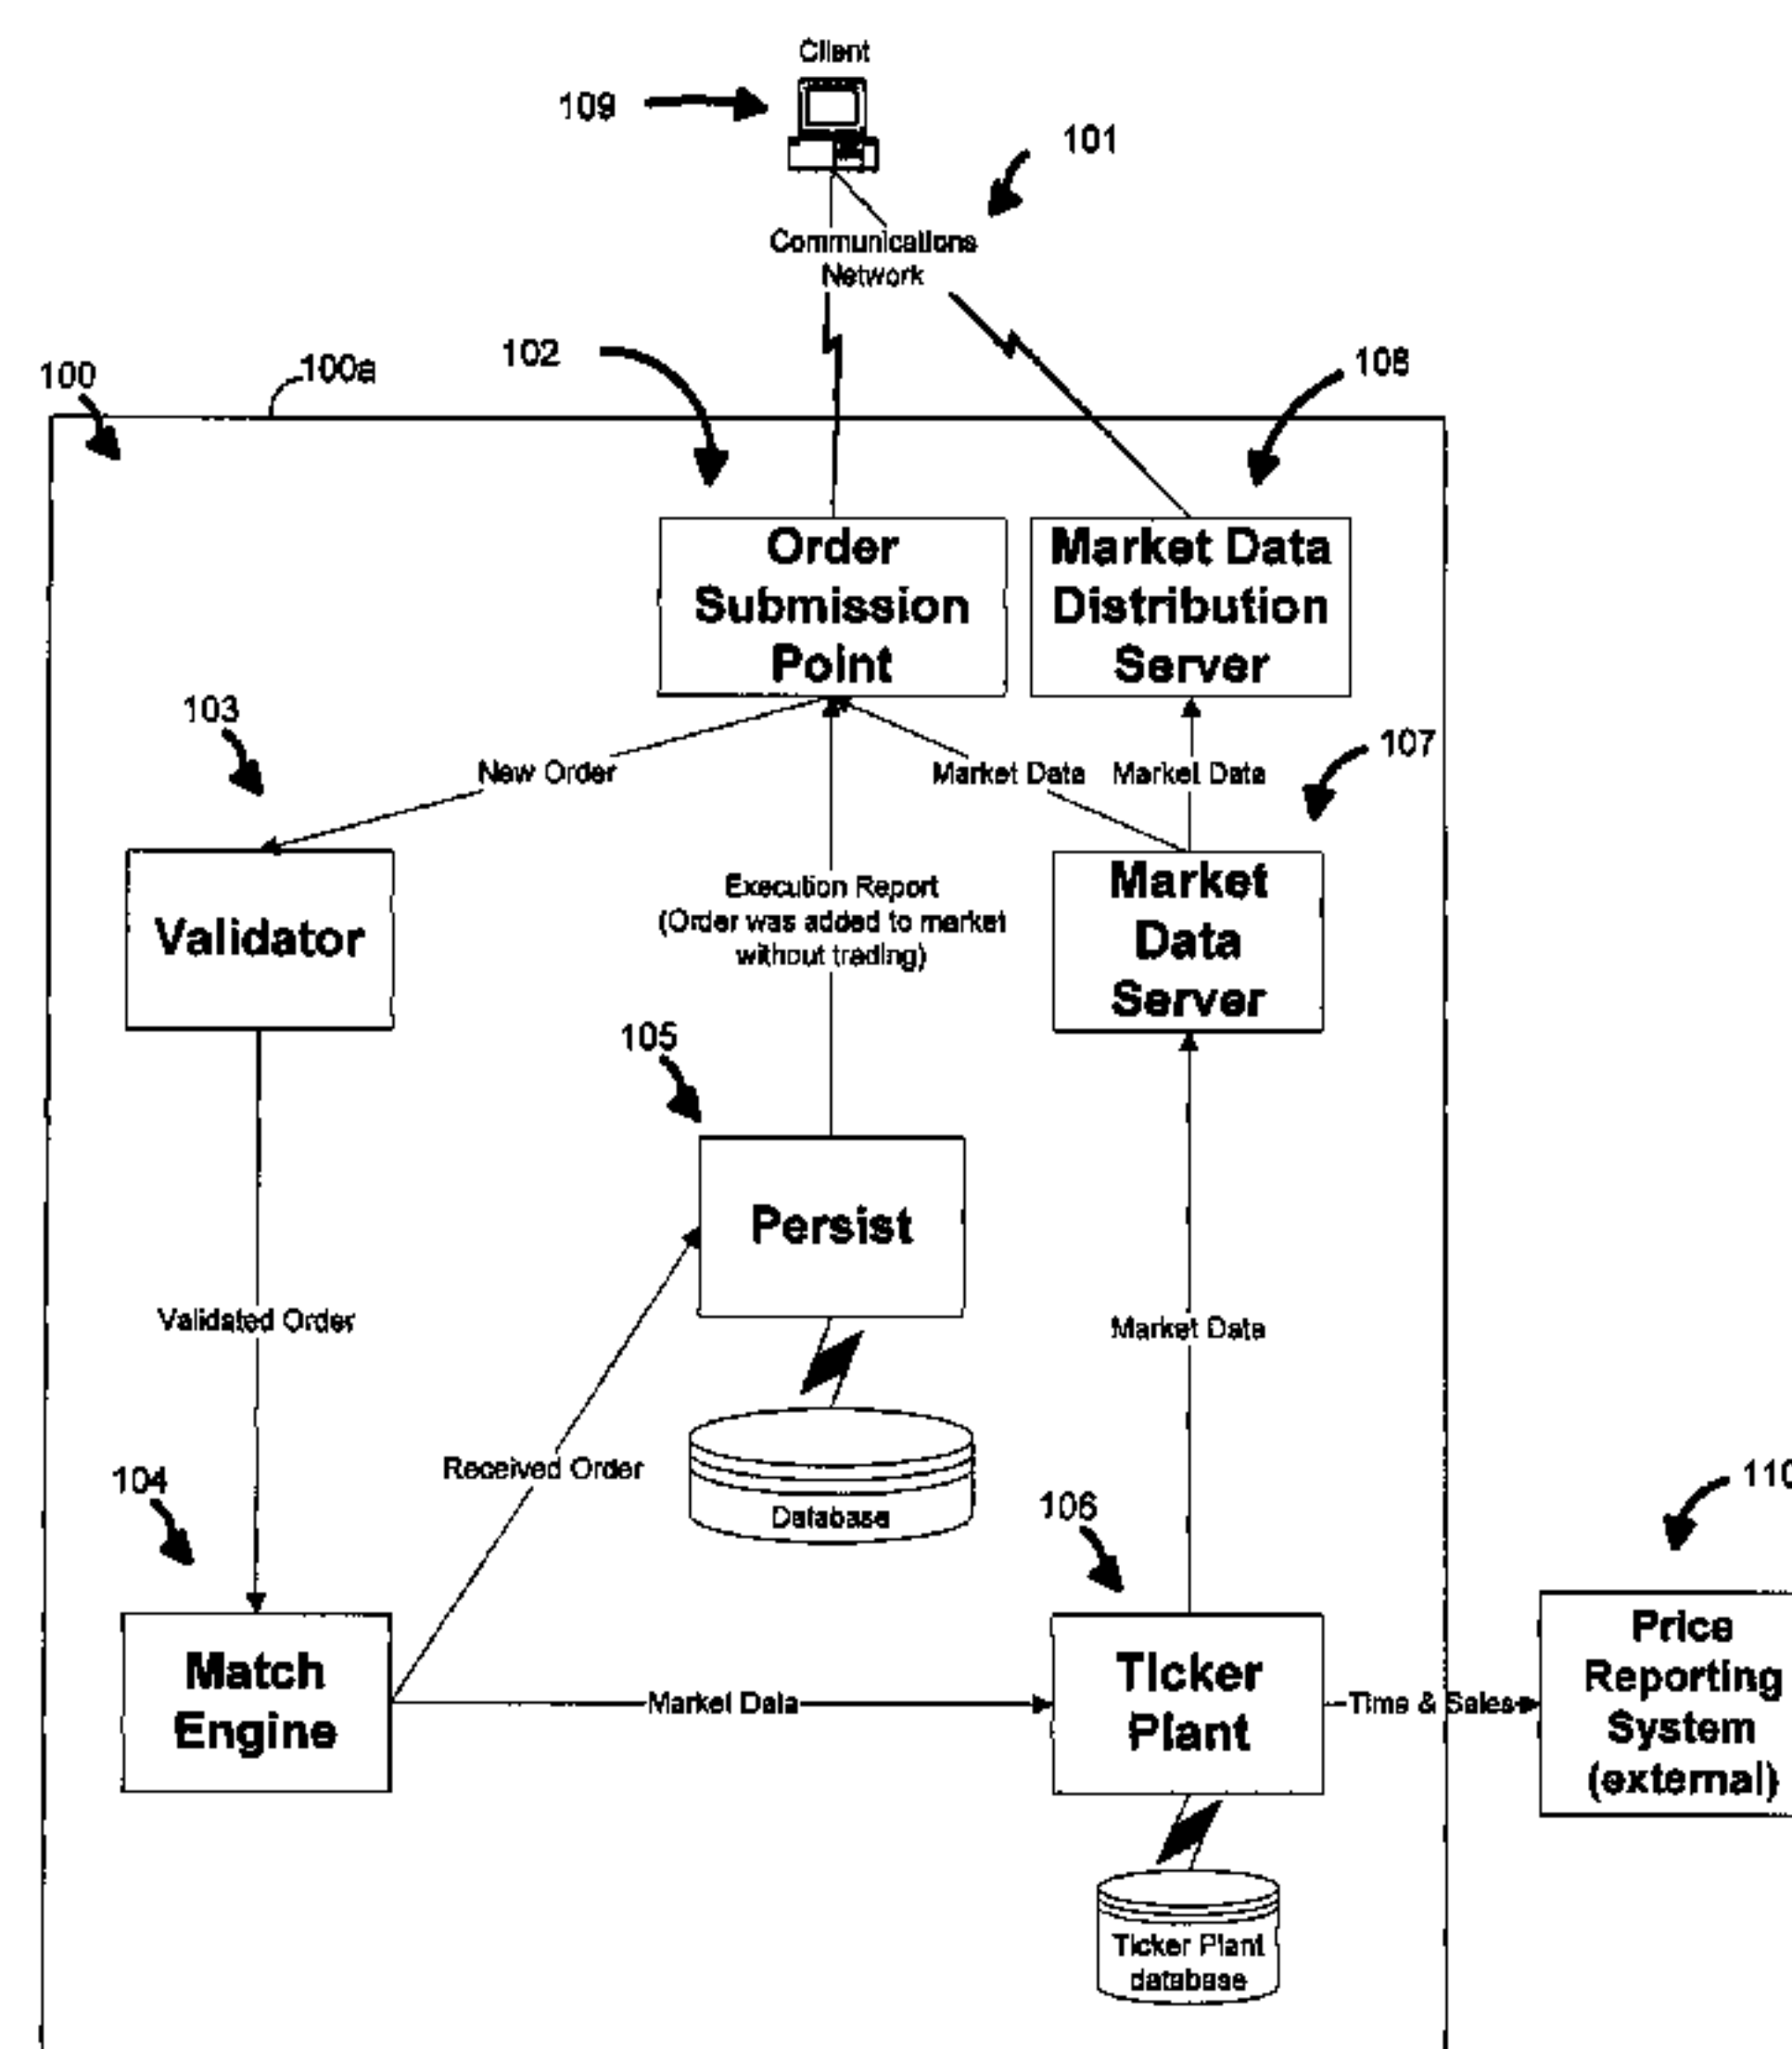 Client
109
101
Communications
Network
102
108
100
100a
Order
Submission
Point
Market Data
Distribution
Server
103
107
New Order
Market Data
Market Data
Validator
Execution Report
(Order was added to market
without trading)
Market
Data
Server
105
Persist
Validated Order
Market Data
104
Received Order
Database
106
110
Match
Engine
Market Data
Ticker
Plant
Time & Sales
Price
Reporting
System
(external)
Ticker Plant
database